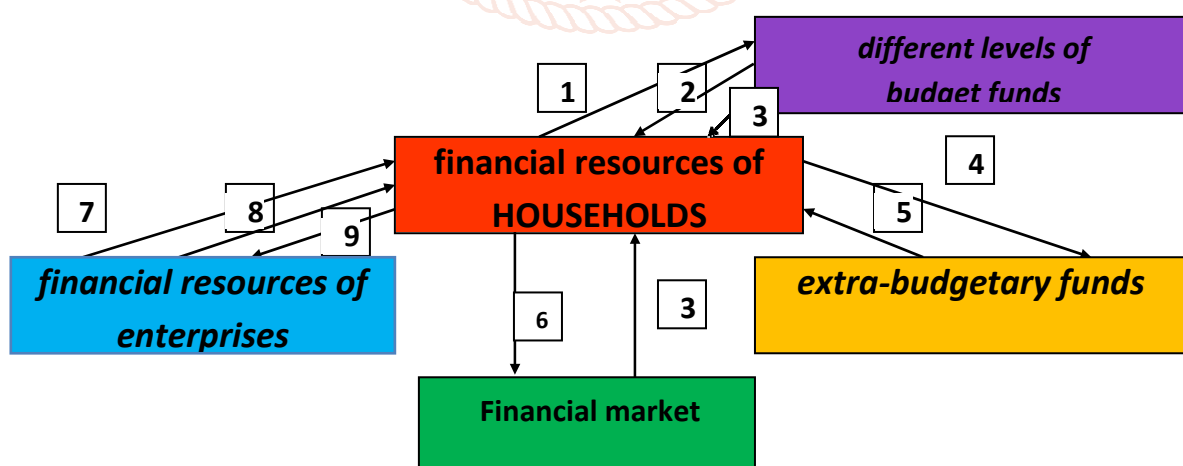 different levels of
budget funds
1
2
3
financial resources of
HOUSEHOLDS
4
5
7
8
9
financial resources of
enterprises
extra-budgetary funds
6
3
Financial market